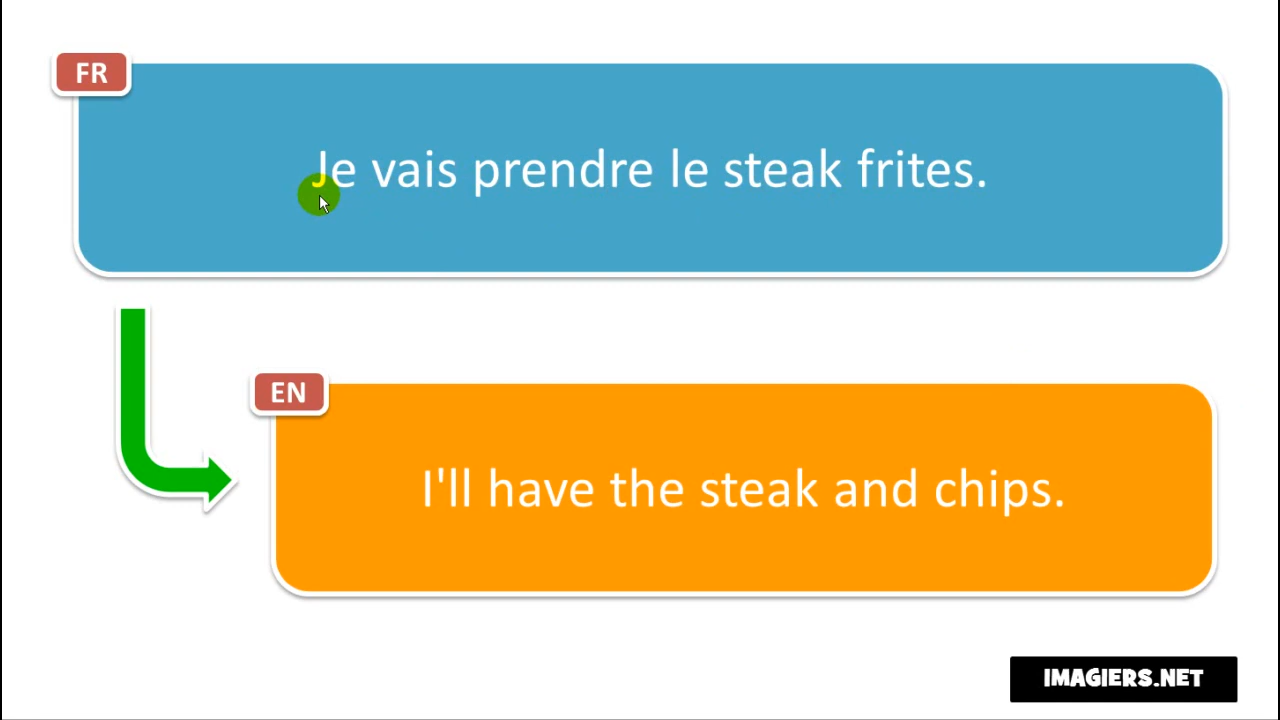 FR
Je vais prendre le steak frites.
EN
I'll have the steak and chips.
IMAGIERS.NET